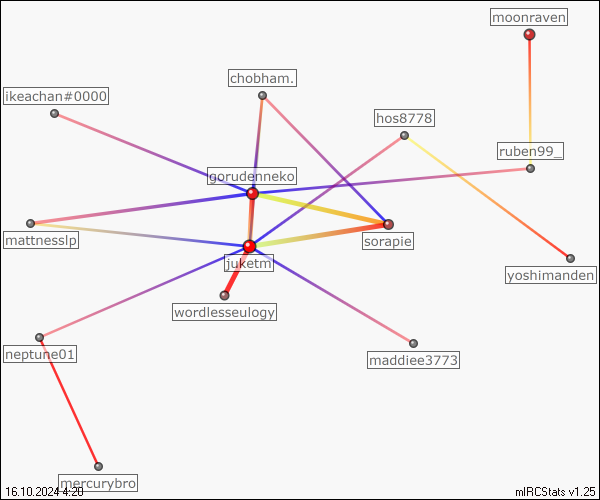 moonraven
chobham.
ikeachan#0000
hos8778
ruben99_
gorudenneko
mattnesslp
sorapie
juketm
yoshimanden
wordlesseulogy
neptune01
maddiee3773
mercurybro
16.10.2024 4:20
mIRCStats v1.25